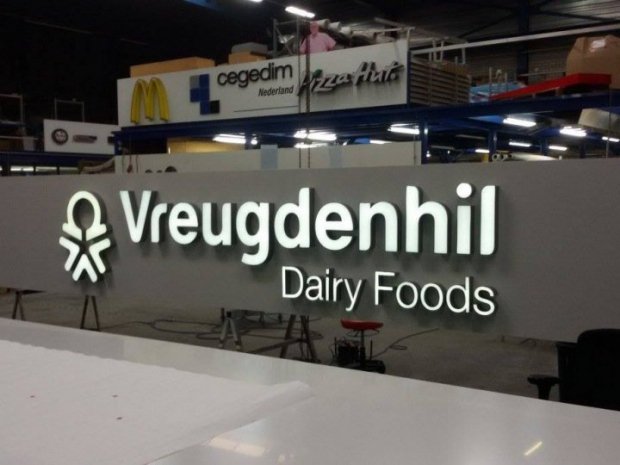 cegedim
Nederland
Pizza Hut
Vreugdenhil
Dairy Foods